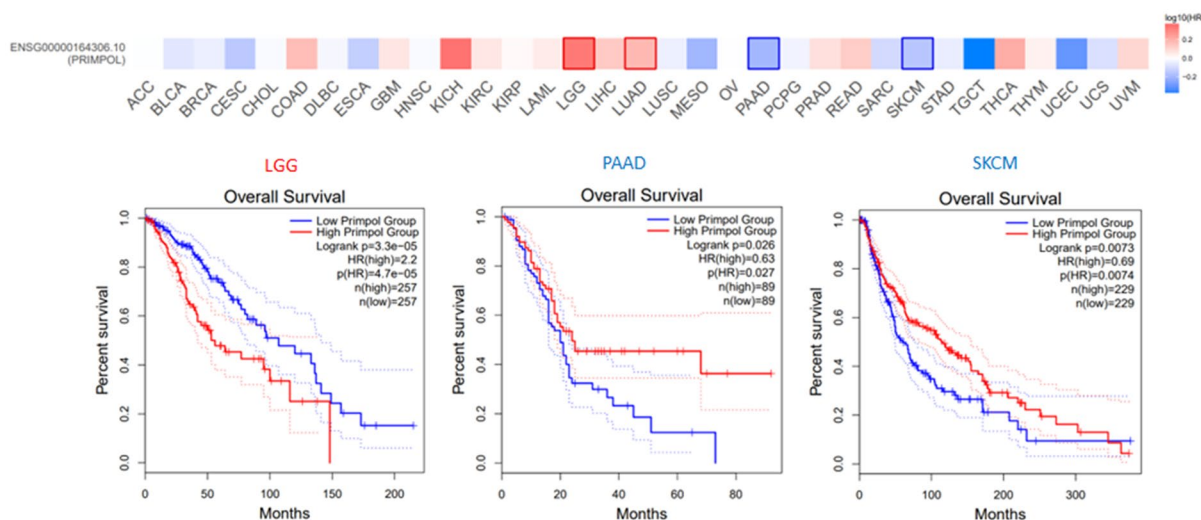 log10(HR
ENSG00000164306.10
(PRIMPOL)
0.2
0.0
−0.2
ACC BLCA BRCA CESC CHOL COAD DLBC ESCA GBM HNSC KICH KIRC KIRP LAML LGG LIHC LUAD LUSC MESO OV PAAD PCPG PRAD READ SARC SKCM STAD TGCT THCA THYM UCEC UCS UVM
LGG
Overall Survival
Low Primpol Group
High Primpol Group
Logrank p=3.3e−05
HR(high)=2.2
p(HR)=4.7e−05
n(high)=257
n(low)=257
Percent survival
1.0
0.8
0.6
0.4
0.2
0.0
0 50 100 150 200
Months
PAAD
Overall Survival
Low Primpol Group
High Primpol Group
Logrank p=0.026
HR(high)=0.63
p(HR)=0.027
n(high)=89
n(low)=89
Percent survival
1.0
0.8
0.6
0.4
0.2
0.0
0 20 40 60 80
Months
SKCM
Overall Survival
Low Primpol Group
High Primpol Group
Logrank p=0.0073
HR(high)=0.69
p(HR)=0.0074
n(high)=229
n(low)=229
Percent survival
1.0
0.8
0.6
0.4
0.2
0.0
0 100 200 300
Months